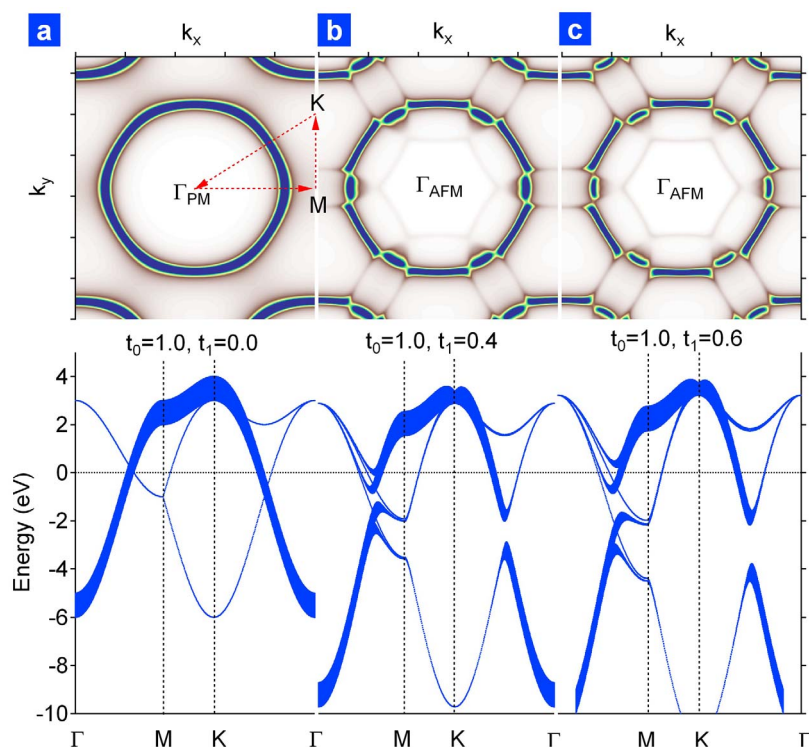 a
k_x
b
k_x
c
k_x
k_y
Γ_PM
K
M
Γ_AFM
Γ_AFM
t_0=1.0, t_1=0.0
t_0=1.0, t_1=0.4
t_0=1.0, t_1=0.6
Energy (eV)
4
2
0
-2
-4
-6
-8
-10
Γ
M
K
Γ
M
K
Γ
M
K
Γ